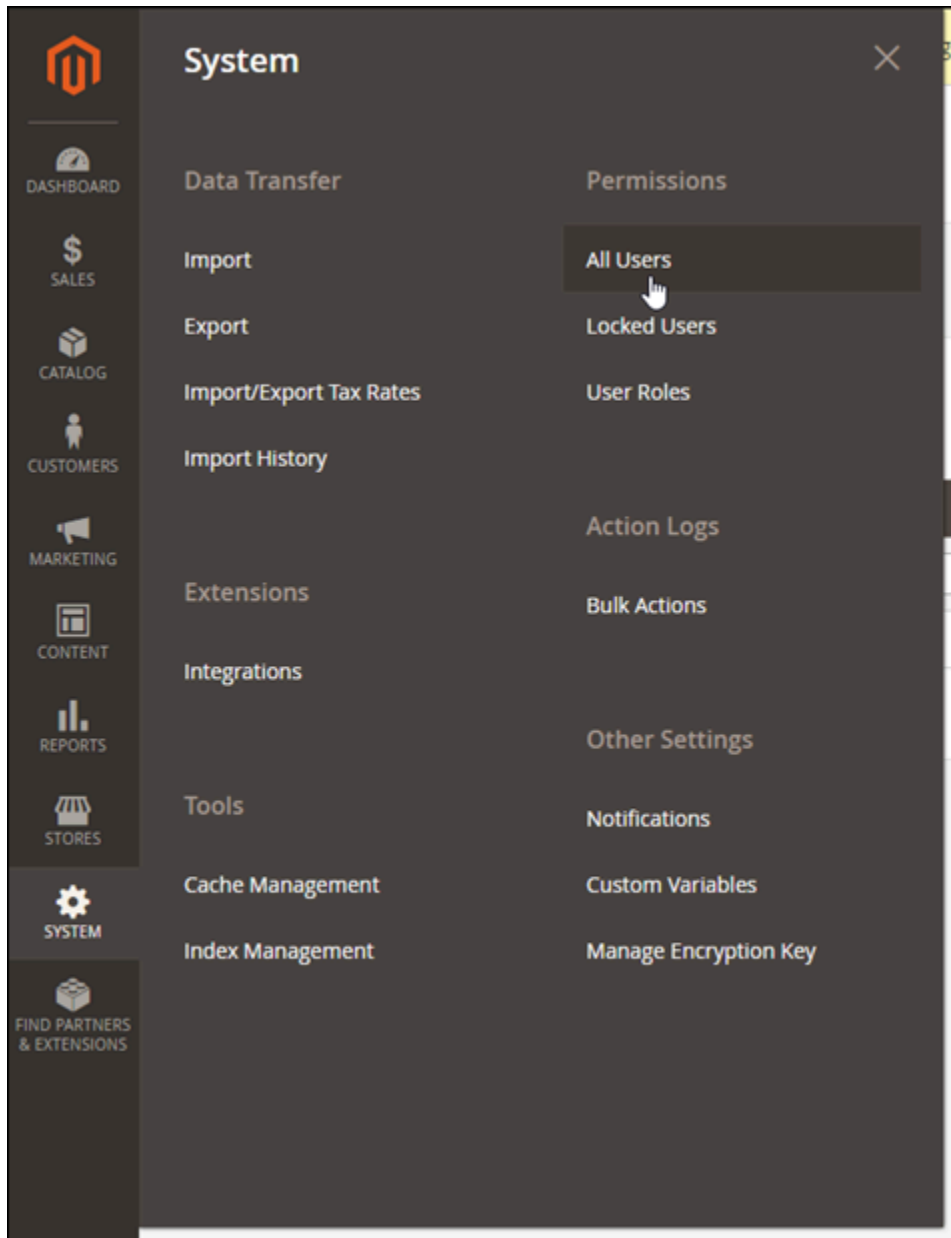 DASHBOARD
SALES
CATALOG
CUSTOMERS
MARKETING
CONTENT
REPORTS
STORES
SYSTEM
FIND PARTNERS
& EXTENSIONS
System
Data Transfer
Import
Export
Import/Export Tax Rates
Import History
Extensions
Integrations
Tools
Cache Management
Index Management
Permissions
All Users
Locked Users
User Roles
Action Logs
Bulk Actions
Other Settings
Notifications
Custom Variables
Manage Encryption Key